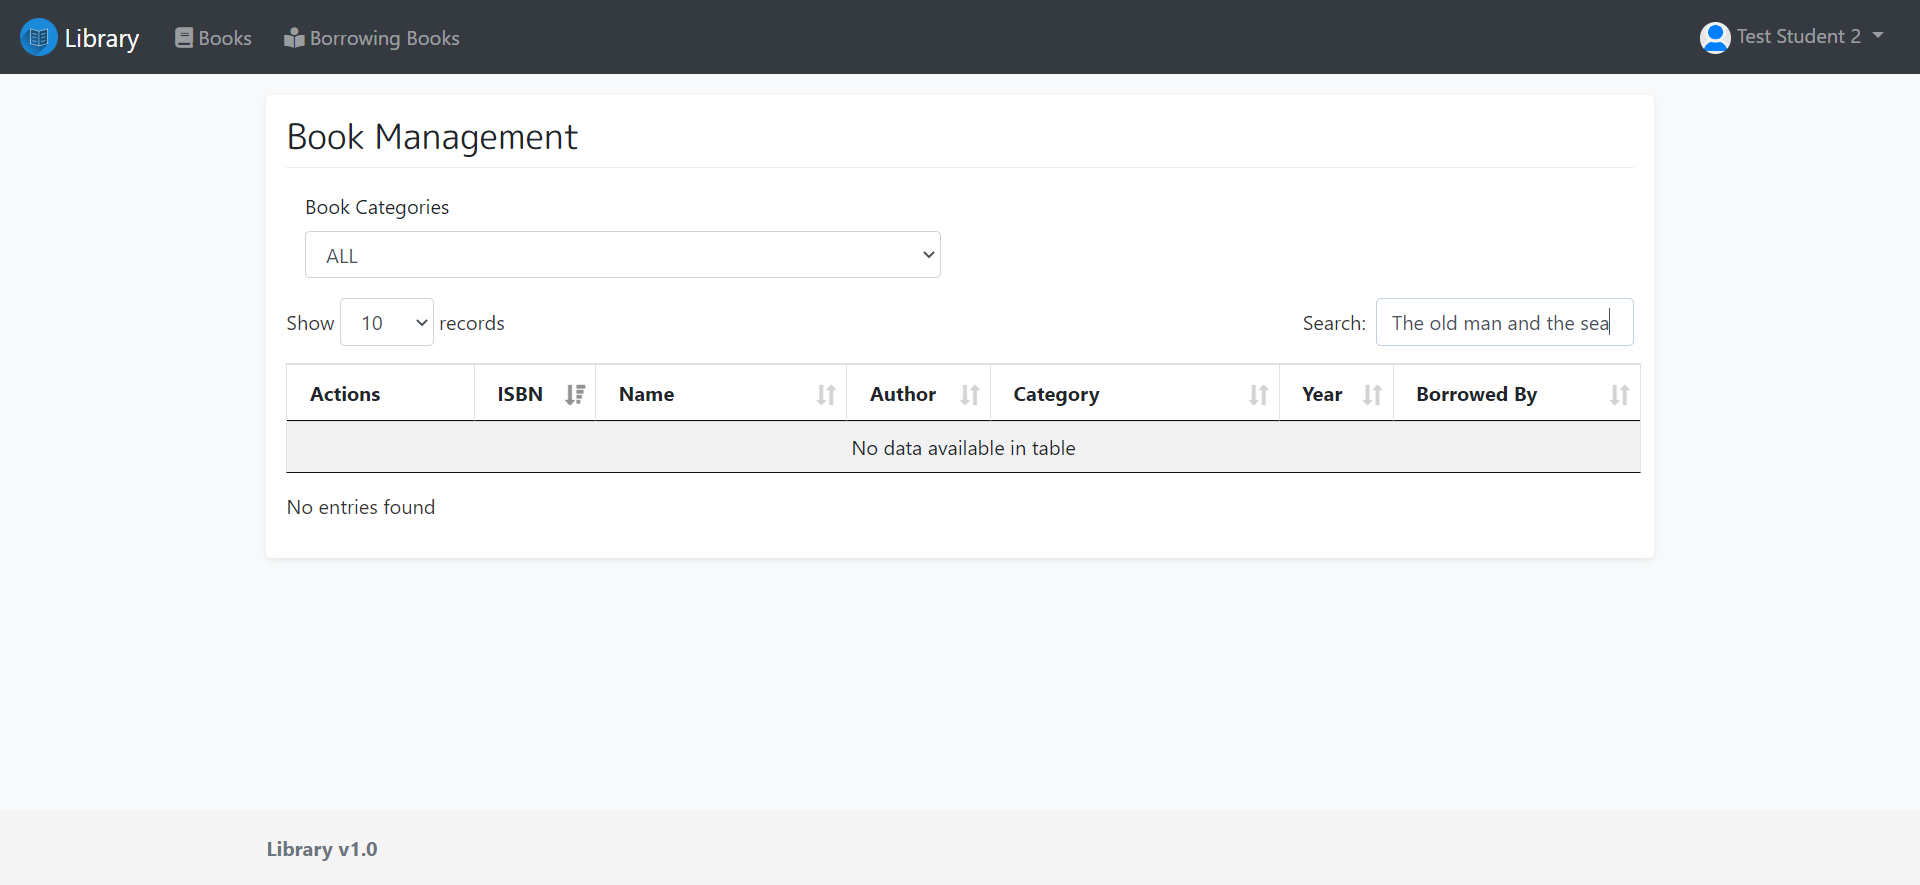 Library Books Borrowing Books Test Student 2
Book Management
Book Categories
ALL
Show 10 records Search: The old man and the sea
Actions ISBN Name Author Category Year Borrowed By
No data available in table
No entries found
Library v1.0